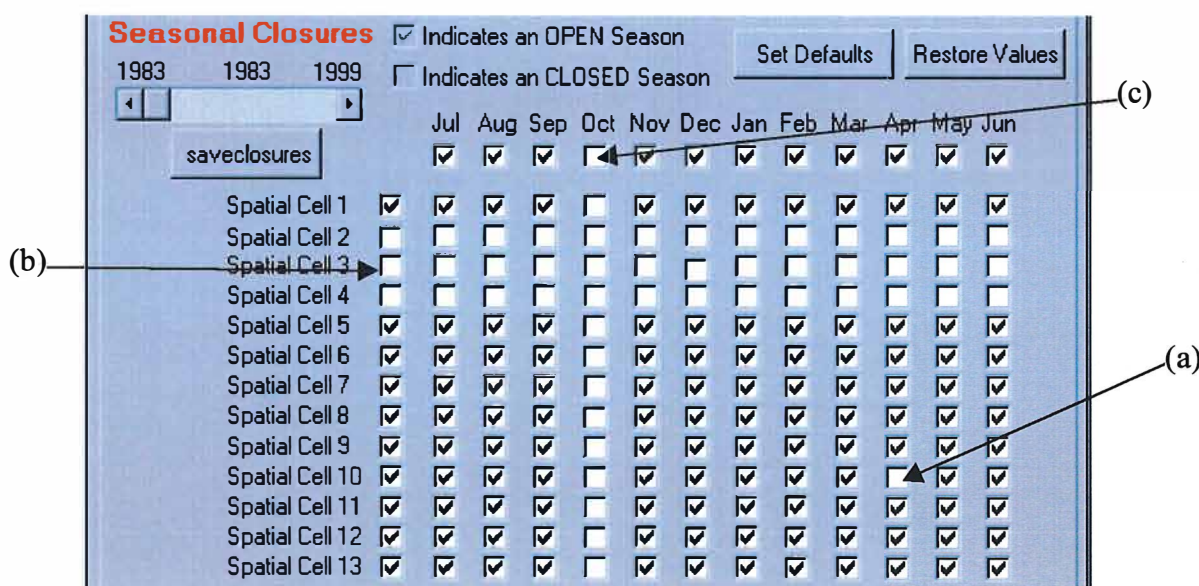 Seasonal Closures
Indicates an OPEN Season
Set Defaults
Restore Values
1983 1983 1999
Indicates an CLOSED Season
(c)
Jul Aug Sep Oct Nov Dec Jan Feb Mar Apr May Jun
saveclosures
Spatial Cell 1
Spatial Cell 2
(b)
Spatial Cell 3
Spatial Cell 4
Spatial Cell 5
Spatial Cell 6
(a)
Spatial Cell 7
Spatial Cell 8
Spatial Cell 9
Spatial Cell 10
Spatial Cell 11
Spatial Cell 12
Spatial Cell 13